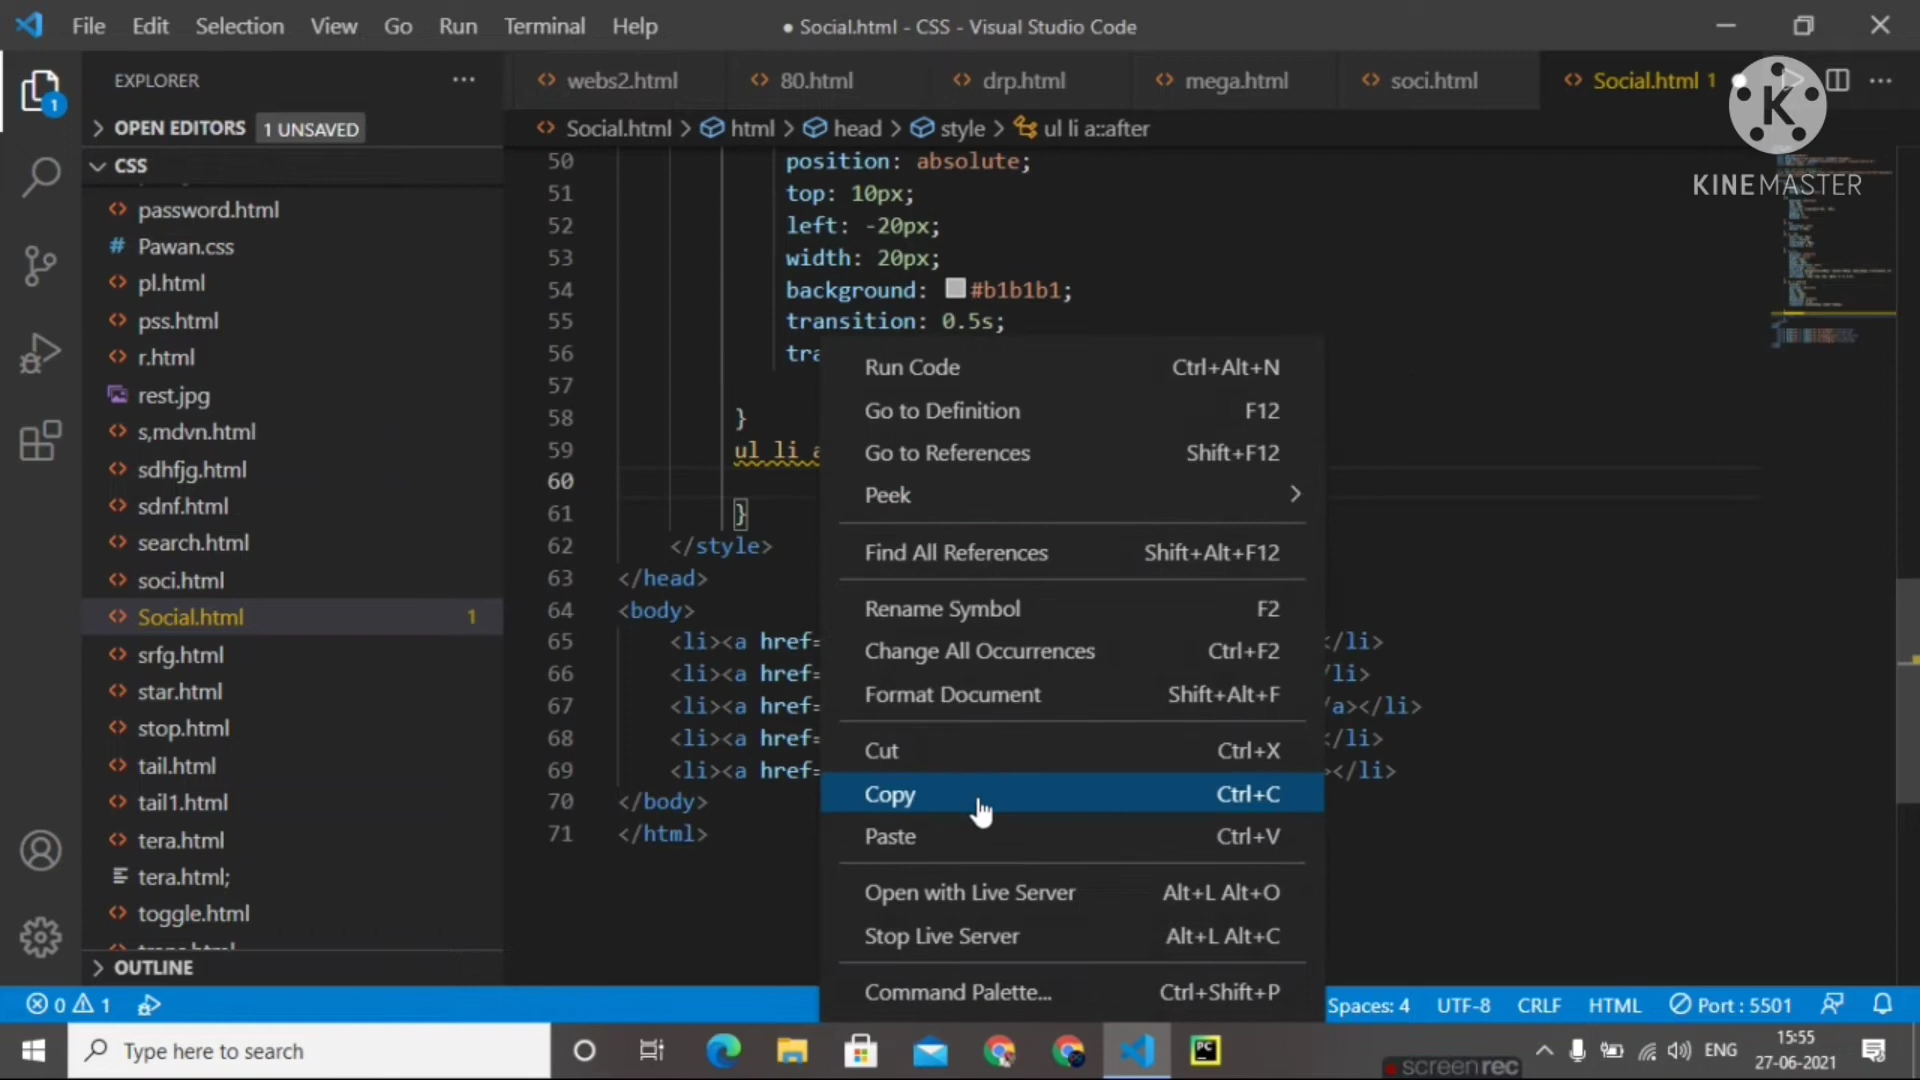 File Edit Selection View Go Run Terminal Help
● Social.html - CSS - Visual Studio Code
EXPLORER
webs2.html
80.html
drp.html
mega.html
soci.html
Social.html 1
OPEN EDITORS 1 UNSAVED
Social.html > html > head > style > ul li a::after
CSS
password.html
Pawan.css
pl.html
pss.html
r.html
rest.jpg
s,mdvn.html
sdhfjg.html
sdnf.html
search.html
soci.html
Social.html 1
srfg.html
star.html
stop.html
tail.html
tail1.html
tera.html
tera.html;
toggle.html
OUTLINE
50 position: absolute;
51 top: 10px;
52 left: -20px;
53 width: 20px;
54 background: #b1b1b1;
55 transition: 0.5s;
56 tra
57
58 }
59 ul li a
60
61 }
62 </style>
63 </head>
64 <body>
65 <li><a href= </li>
66 <li><a href= /li>
67 <li><a href= /a></li>
68 <li><a href= </li>
69 <li><a href= ></li>
70 </body>
71 </html>
Run Code Ctrl+Alt+N
Go to Definition F12
Go to References Shift+F12
Peek
Find All References Shift+Alt+F12
Rename Symbol F2
Change All Occurrences Ctrl+F2
Format Document Shift+Alt+F
Cut Ctrl+X
Copy Ctrl+C
Paste Ctrl+V
Open with Live Server Alt+L Alt+O
Stop Live Server Alt+L Alt+C
Command Palette... Ctrl+Shift+P
K
KINEMASTER
1
0 1
Spaces: 4 UTF-8 CRLF HTML Port : 5501
Type here to search
PC
screenrec
ENG
15:55
27-06-2021